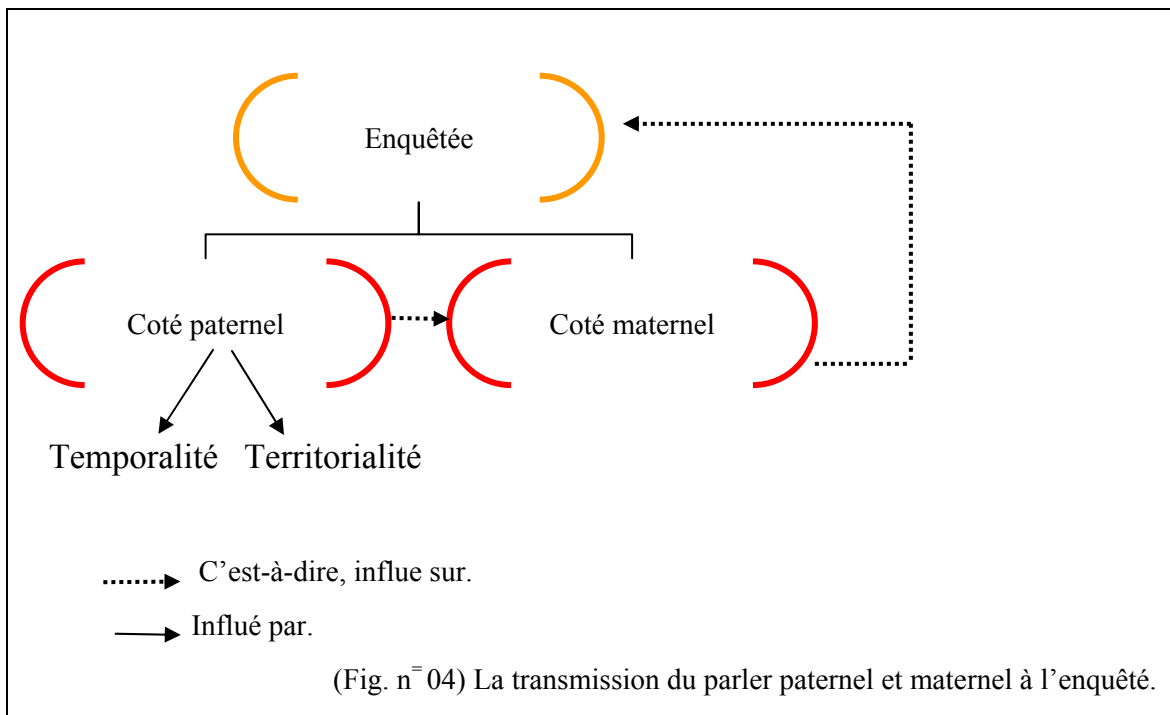 Enquêtée
Coté paternel Coté maternel
Temporalité Territorialité
C’est-à-dire, influe sur.
Influé par.
(Fig. n⁼ 04) La transmission du parler paternel et maternel à l’enquêté.